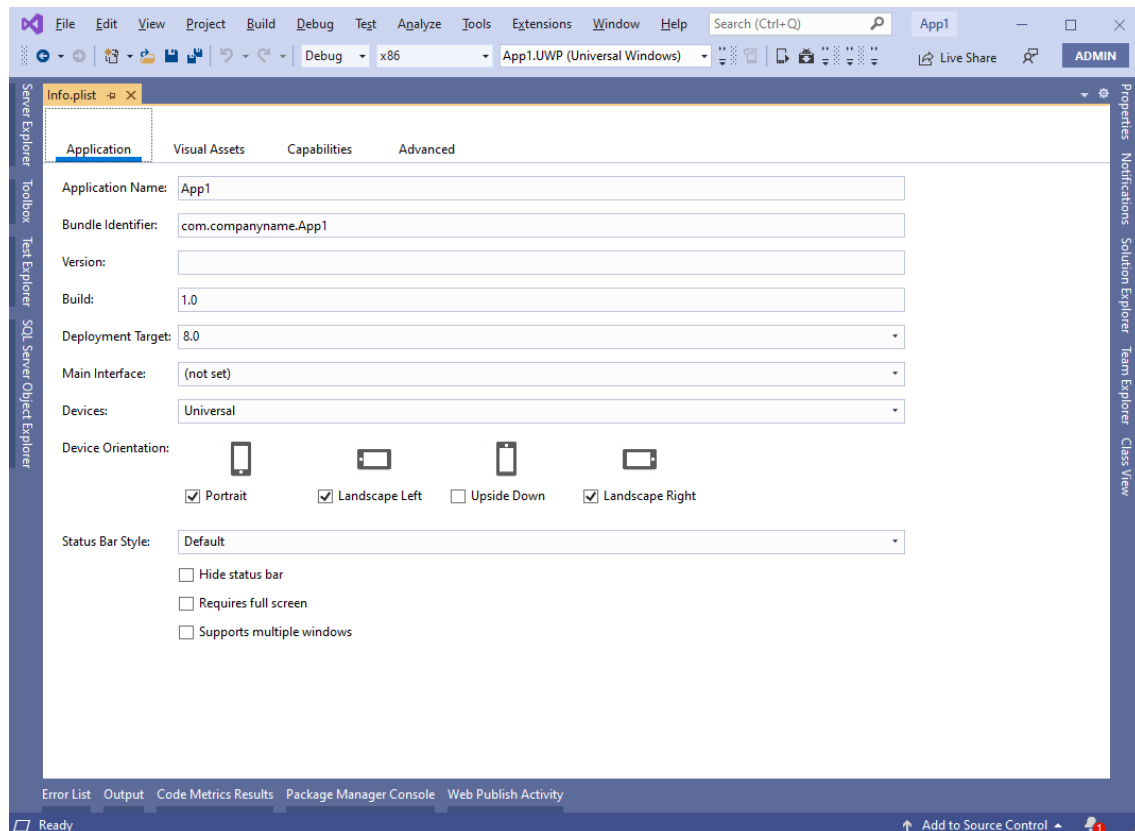 File Edit View Project Build Debug Test Analyze Tools Extensions Window Help Search (Ctrl+Q) App1
Debug x86 App1.UWP (Universal Windows) Live Share ADMIN
Info.plist
Application Visual Assets Capabilities Advanced
Application Name: App1
Bundle Identifier: com.companyname.App1
Version:
Build: 1.0
Deployment Target: 8.0
Main Interface: (not set)
Devices: Universal
Device Orientation:
Portrait Landscape Left Upside Down Landscape Right
Status Bar Style: Default
Hide status bar
Requires full screen
Supports multiple windows
Server Explorer
Toolbox
Test Explorer
SQL Server Object Explorer
Properties
Notifications
Solution Explorer
Team Explorer
Class View
Error List Output Code Metrics Results Package Manager Console Web Publish Activity
Ready Add to Source Control 1